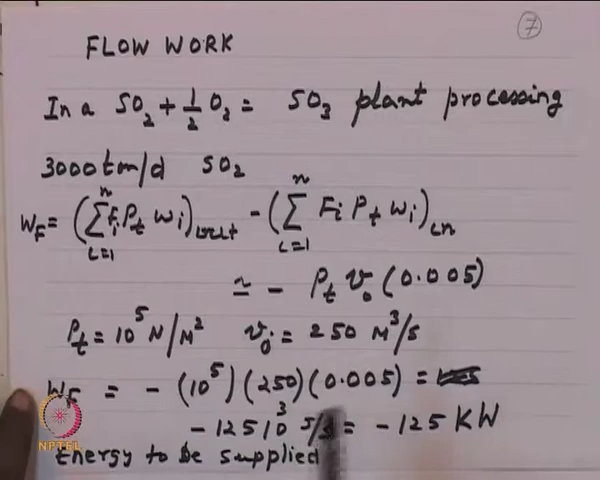 7
FLOW WORK
In a SO2 + 1/2 O2 = SO3 plant processing
3000 tm/d SO2
WF = (∑ i=1 n Fi Pt wi)out - (∑ i=1 n Fi Pt wi)in
≃ - Pt v0 (0.005)
Pt = 10^5 N/M^2 v0 = 250 M^3/s
WF = - (10^5) (250) (0.005) =
- 125 10^3 J/s = - 125 KW
Energy to be supplied
NPTEL